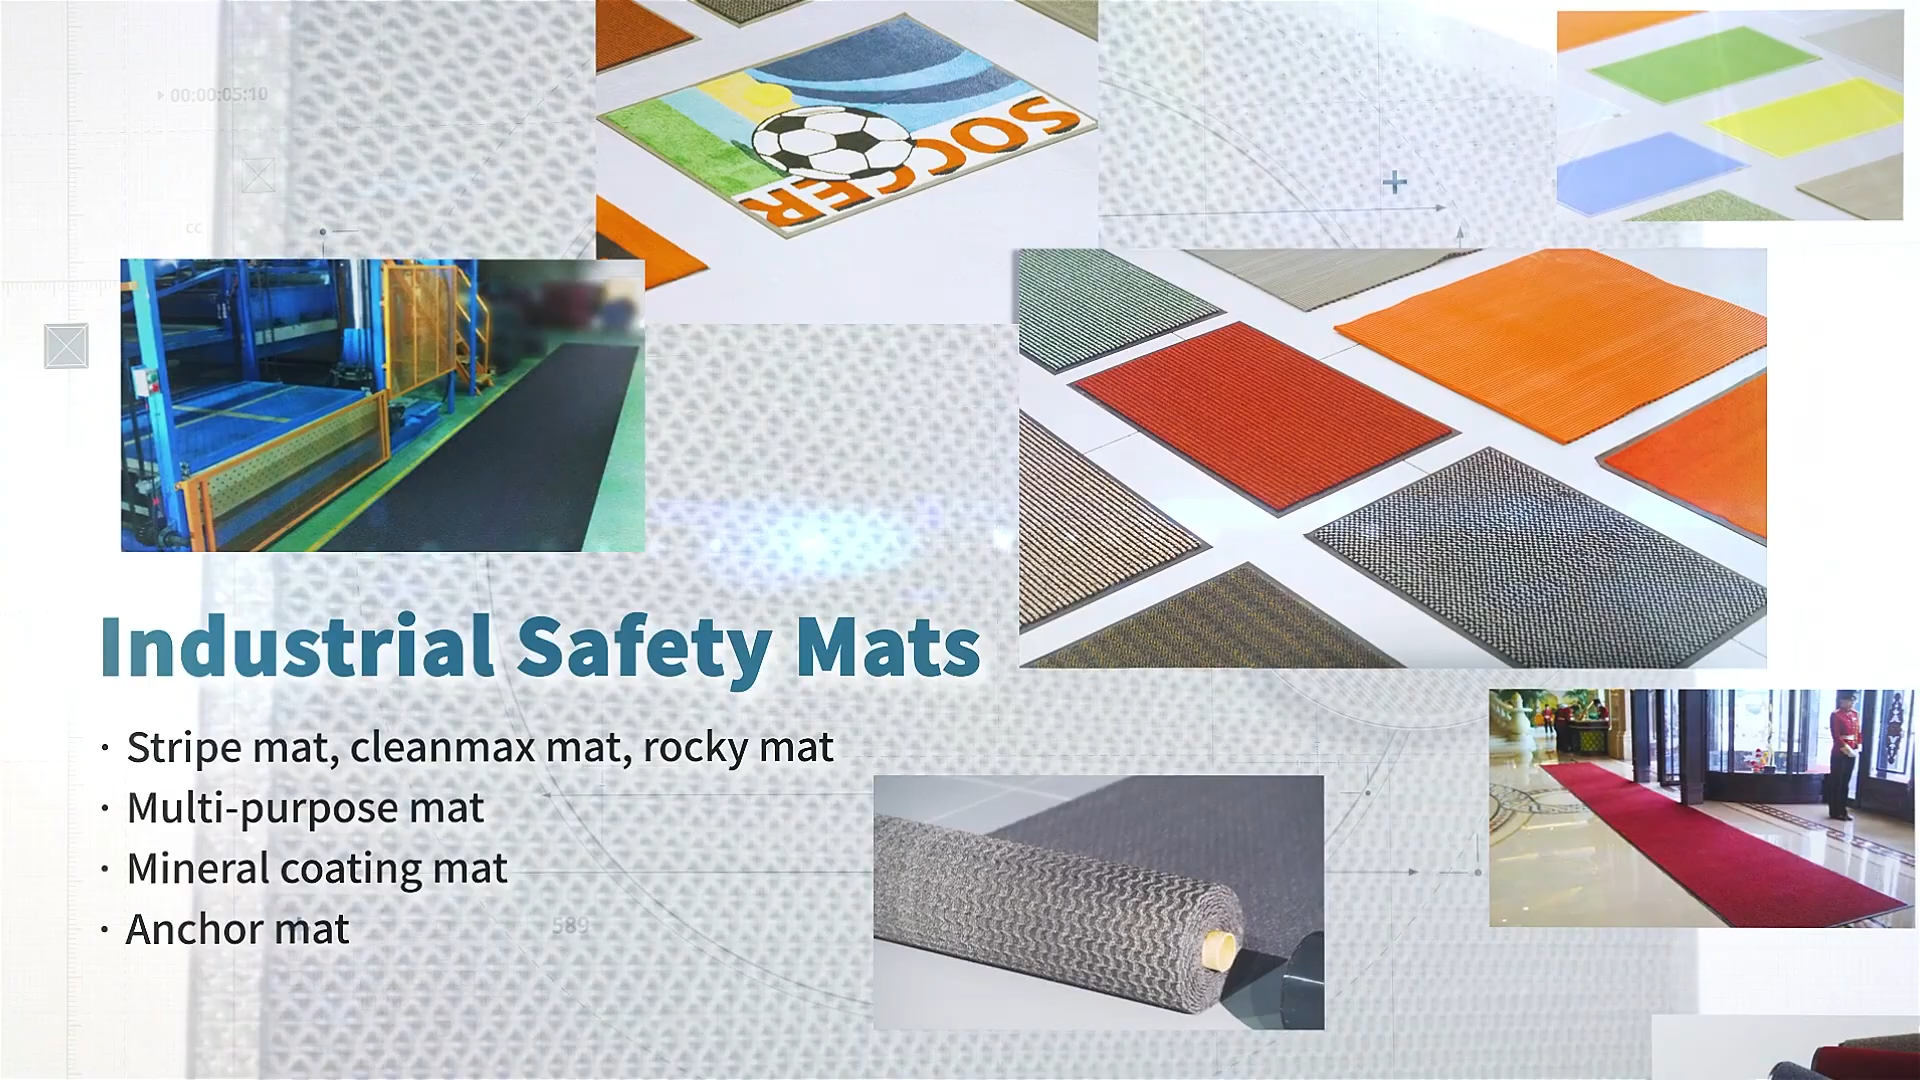 00:00:05:10
SOCCER
cc
Industrial Safety Mats
· Stripe mat, cleanmax mat, rocky mat
· Multi-purpose mat
· Mineral coating mat
· Anchor mat
589